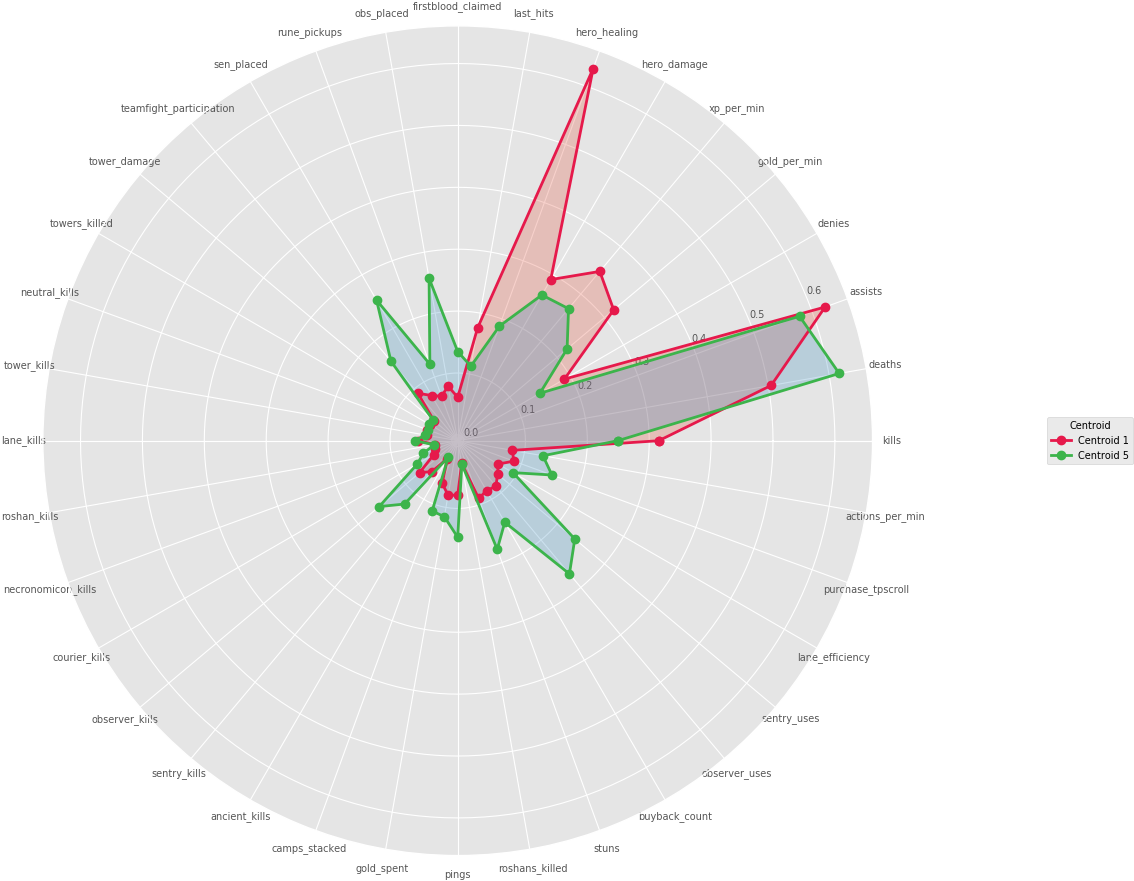 firstblood_claimed
obs_placed
last_hits
rune_pickups
hero_healing
sen_placed
hero_damage
teamfight_participation
xp_per_min
tower_damage
gold_per_min
towers_killed
denies
neutral_kills
assists
0.6
0.5
0.4
0.3
0.2
0.1
0.0
tower_kills
deaths
lane_kills
kills
Centroid
Centroid 1
Centroid 5
roshan_kills
actions_per_min
necronomicon_kills
purchase_tpscroll
courier_kills
lane_efficiency
observer_kills
sentry_uses
sentry_kills
observer_uses
ancient_kills
buyback_count
camps_stacked
stuns
gold_spent
roshans_killed
pings